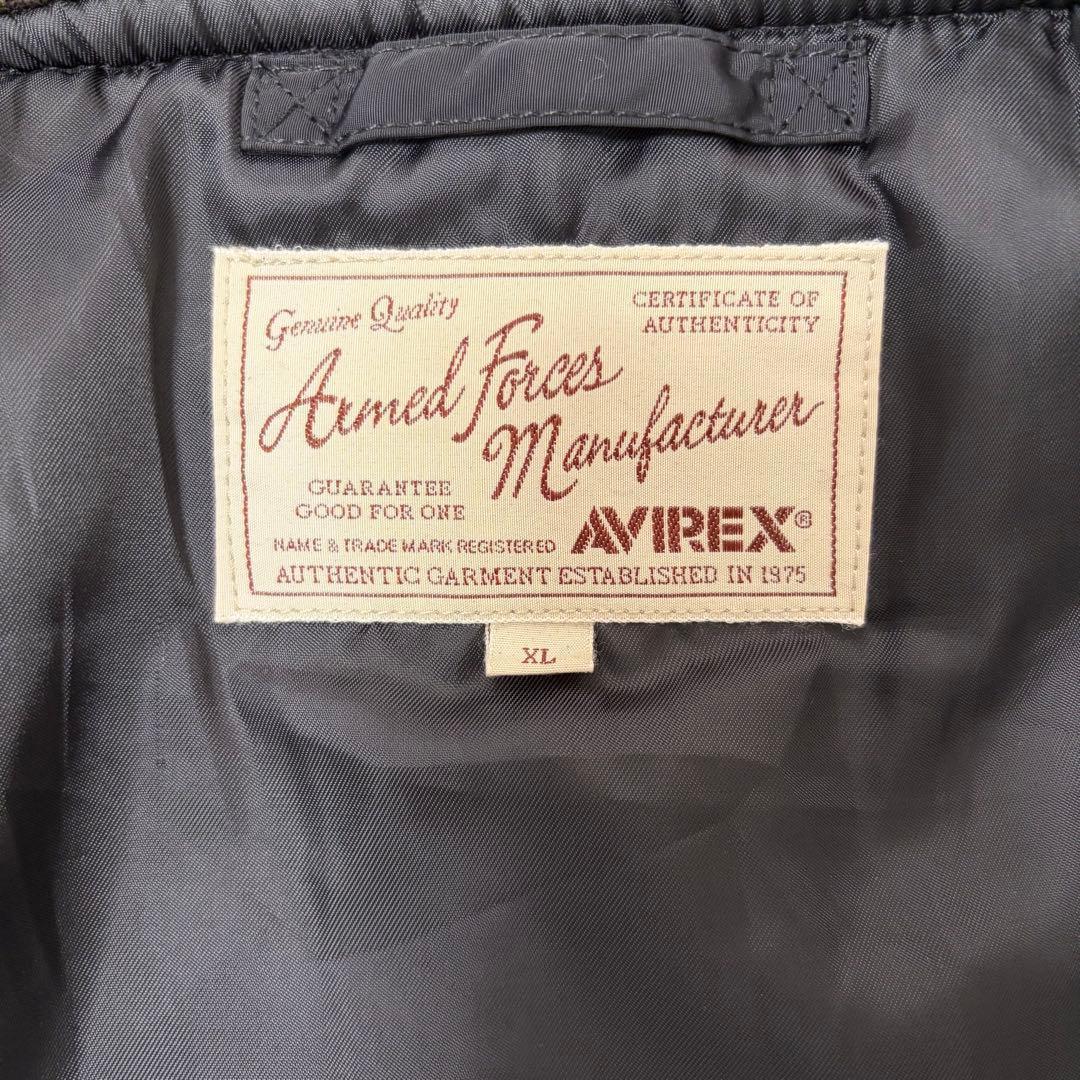 Genuine Quality
CERTIFICATE OF
AUTHENTICITY
Armed Forces
Manufacturer
GUARANTEE
GOOD FOR ONE
NAME & TRADE MARK REGISTERED
AVIREX®
AUTHENTIC GARMENT ESTABLISHED IN 1975
XL